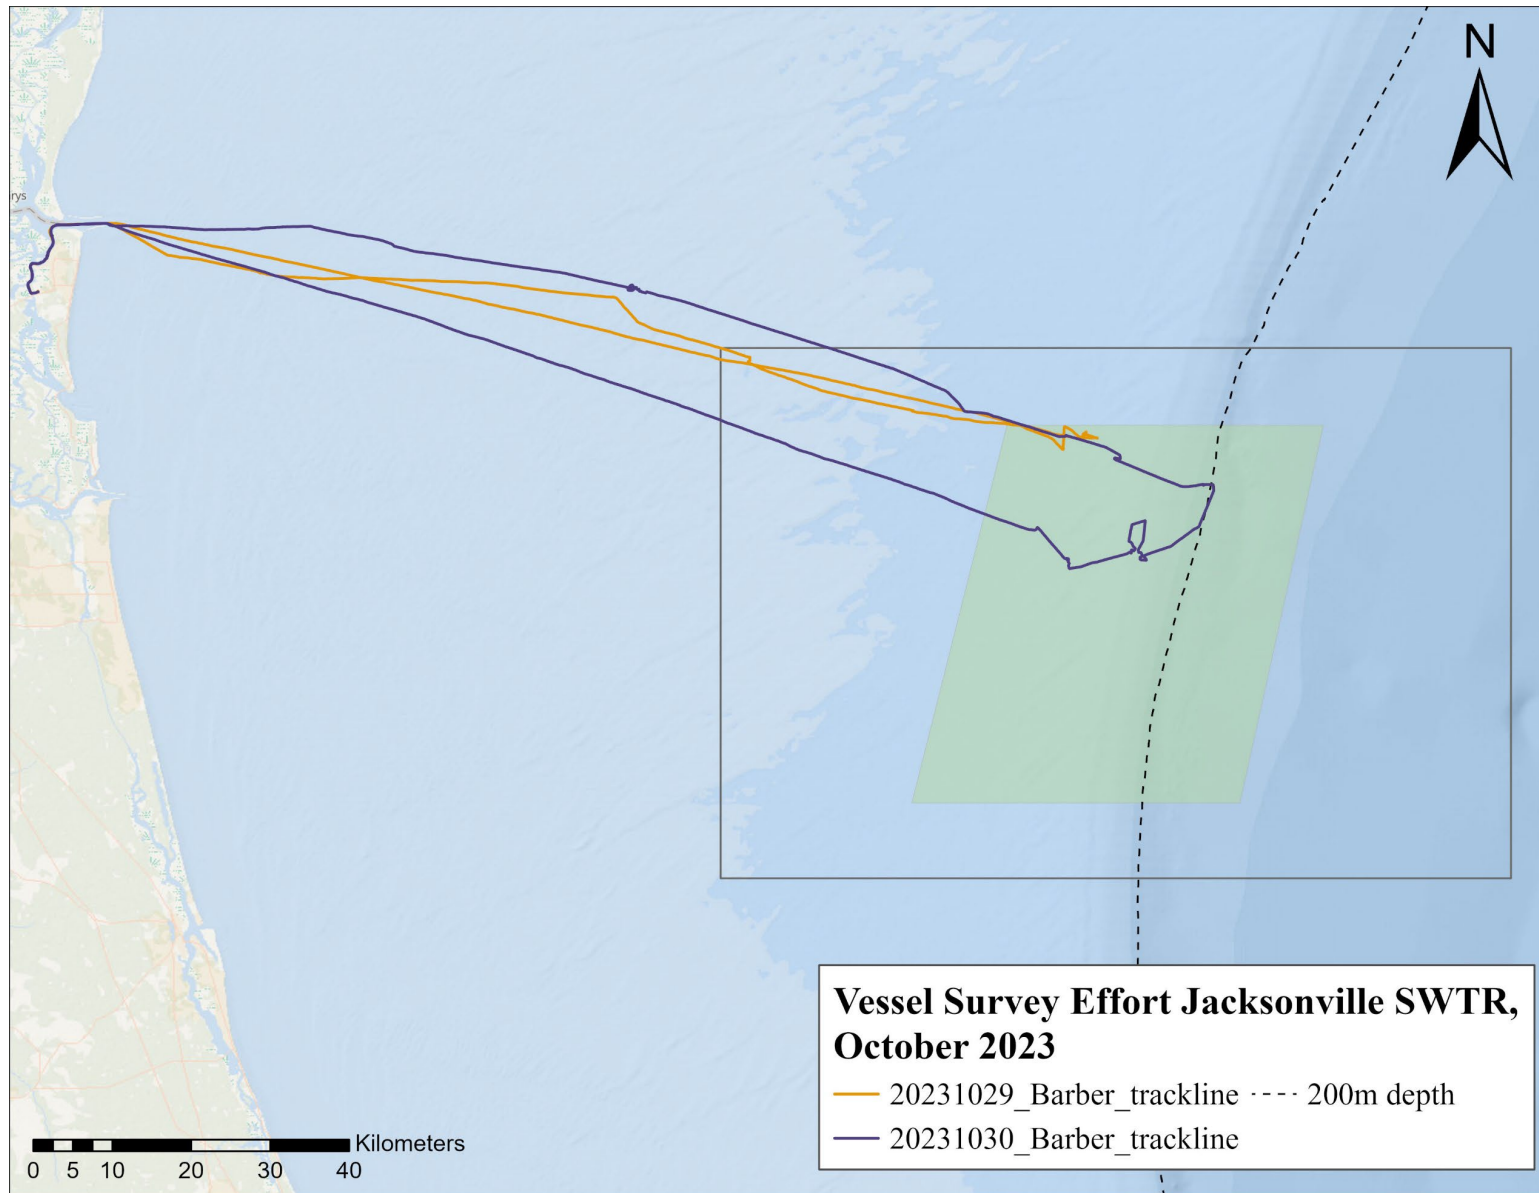 N
rys
Vessel Survey Effort Jacksonville SWTR,
October 2023
20231029_Barber_trackline
200m depth
20231030_Barber_trackline
Kilometers
0 5 10 20 30 40